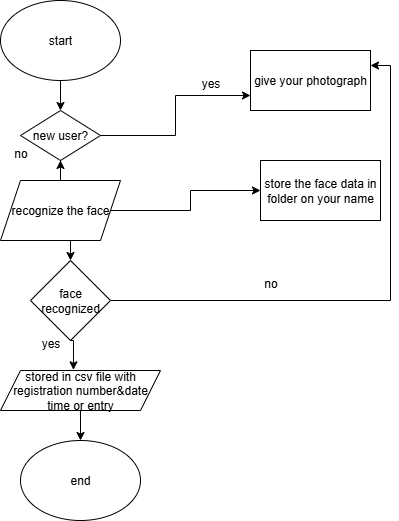 start
yes
give your photograph
new user?
no
store the face data in
folder on your name
recognize the face
no
face
recognized
yes
stored in csv file with
registration number&date
time or entry
end